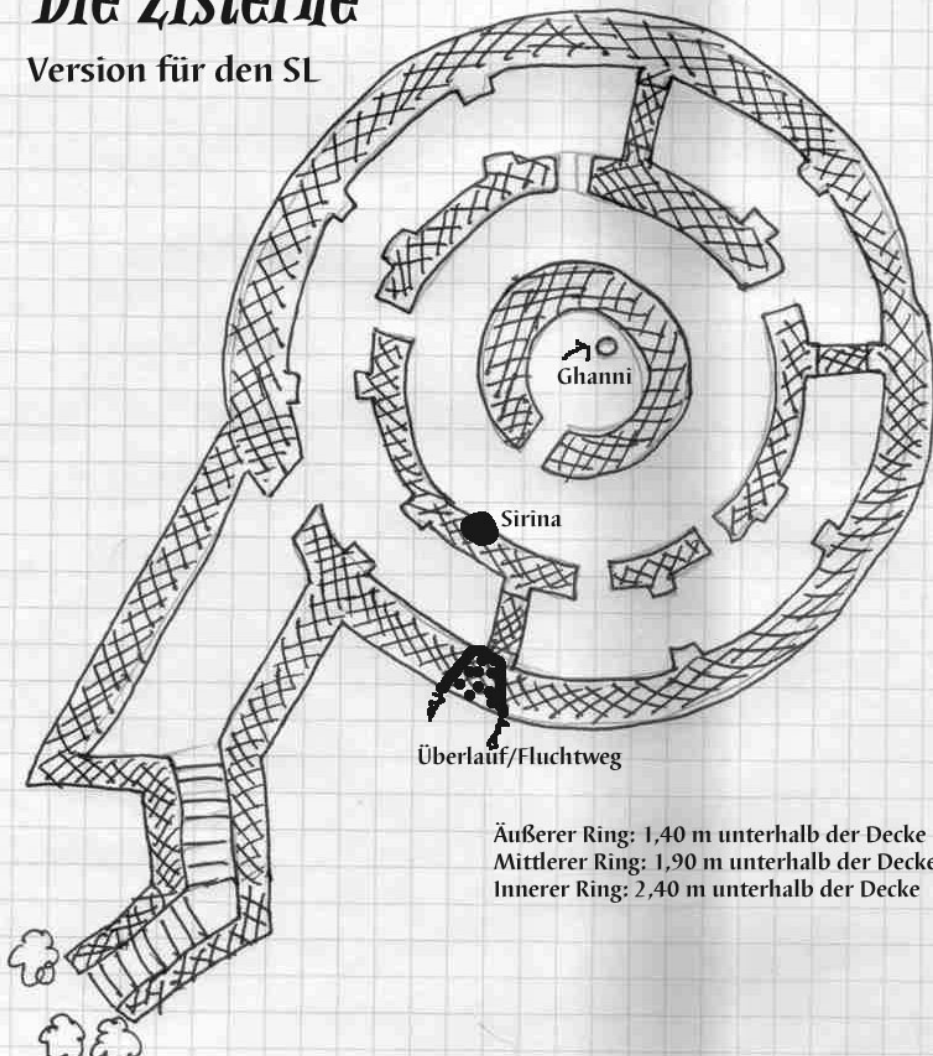 Die Zisterne
Version für den SL
Ghanni
Sirina
Überlauf/Fluchtweg
Äußerer Ring: 1,40 m unterhalb der Decke
Mittlerer Ring: 1,90 m unterhalb der Decke
Innerer Ring: 2,40 m unterhalb der Decke